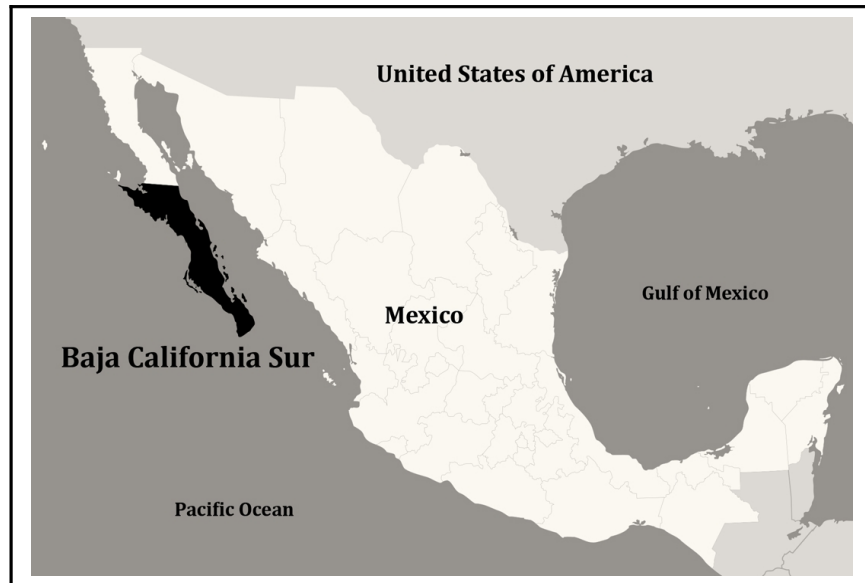 United States of America
Gulf of Mexico
Mexico
Baja California Sur
Pacific Ocean